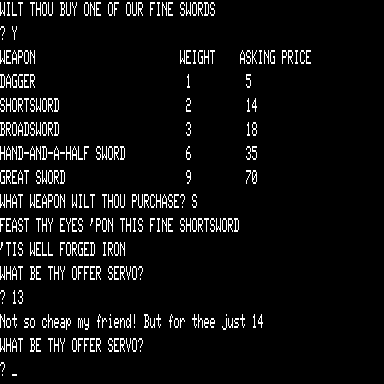 WILT THOU BUY ONE OF OUR FINE SWORDS
? Y
WEAPON WEIGHT ASKING PRICE
DAGGER 1 5
SHORTSWORD 2 14
BROADSWORD 3 18
HAND-AND-A-HALF SWORD 6 35
GREAT SWORD 9 70
WHAT WEAPON WILT THOU PURCHASE? S
FEAST THY EYES 'PON THIS FINE SHORTSWORD
'TIS WELL FORGED IRON
WHAT BE THY OFFER SERVO?
? 13
Not so cheap my friend! But for thee just 14
WHAT BE THY OFFER SERVO?
? _